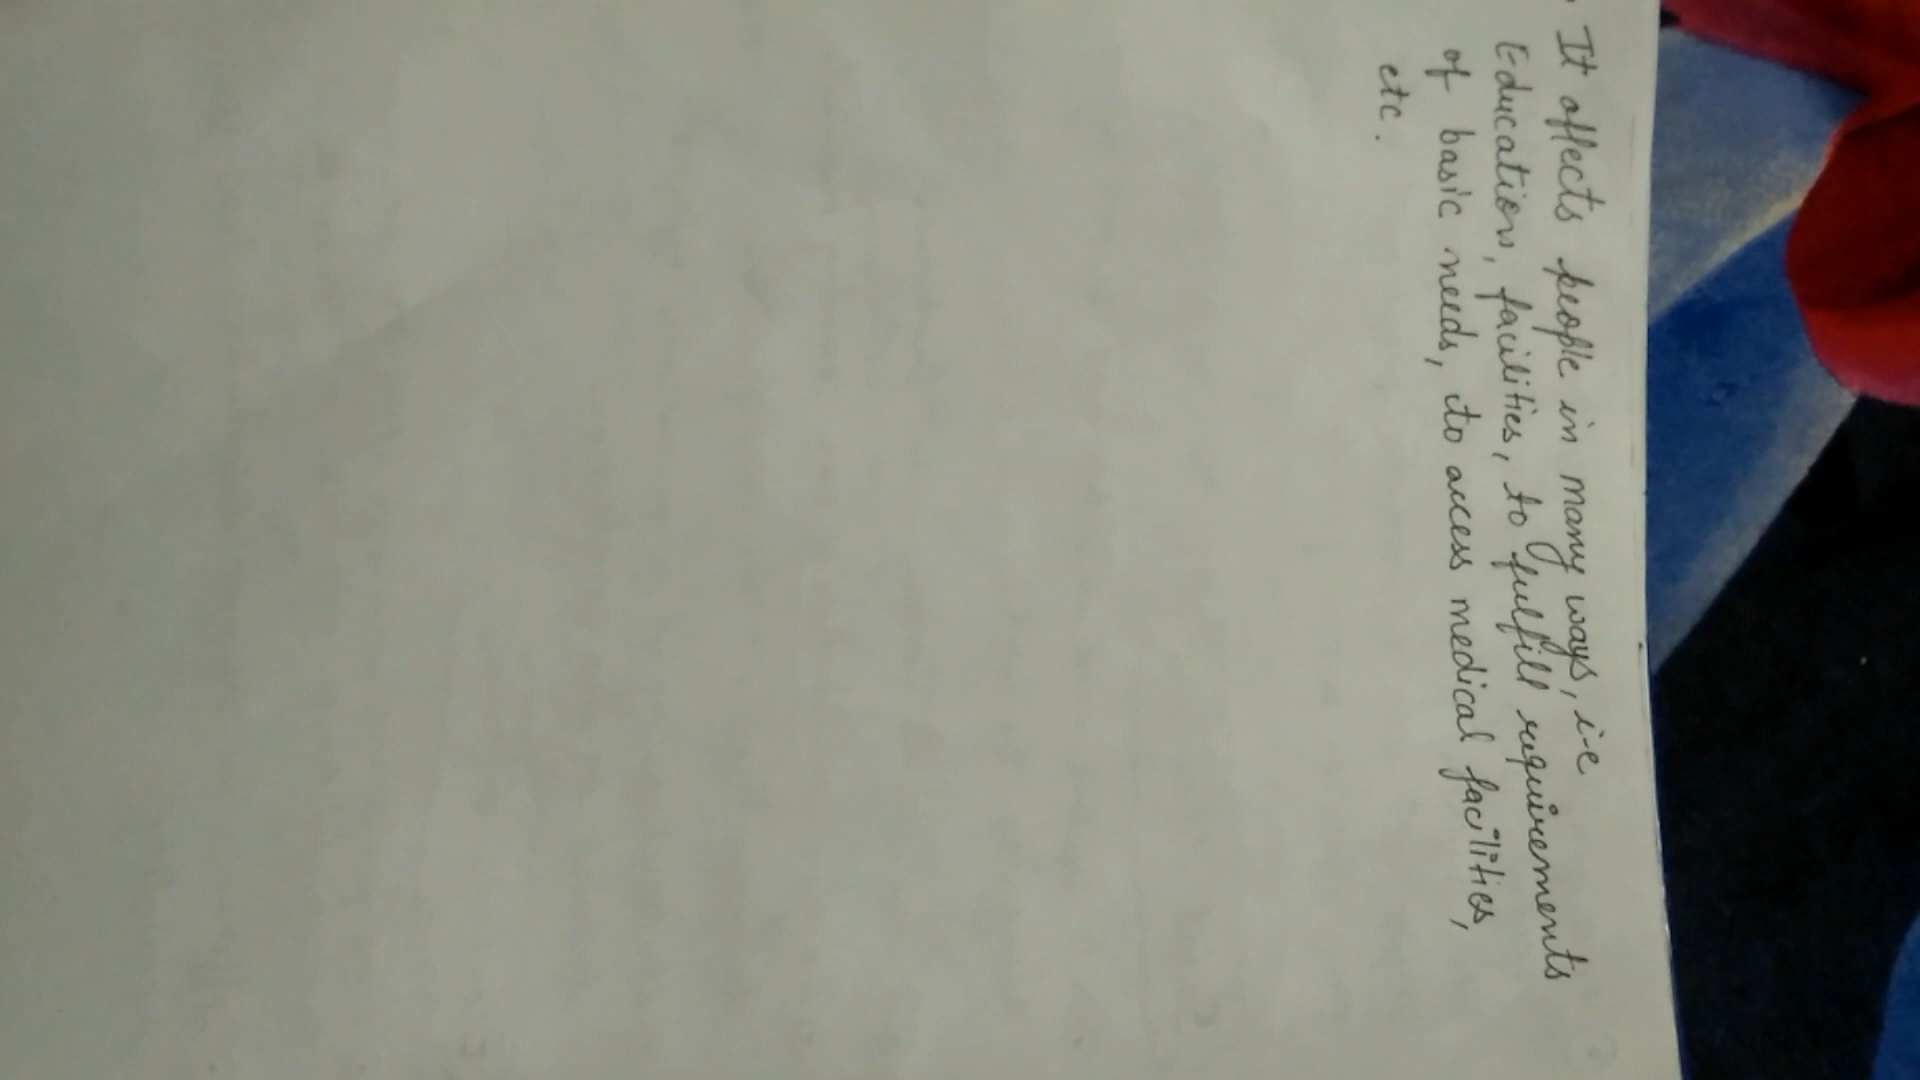 It affects people in many ways, i.e
Education, facilities, to fulfill requirements
of basic needs, to access medical facilities,
etc.